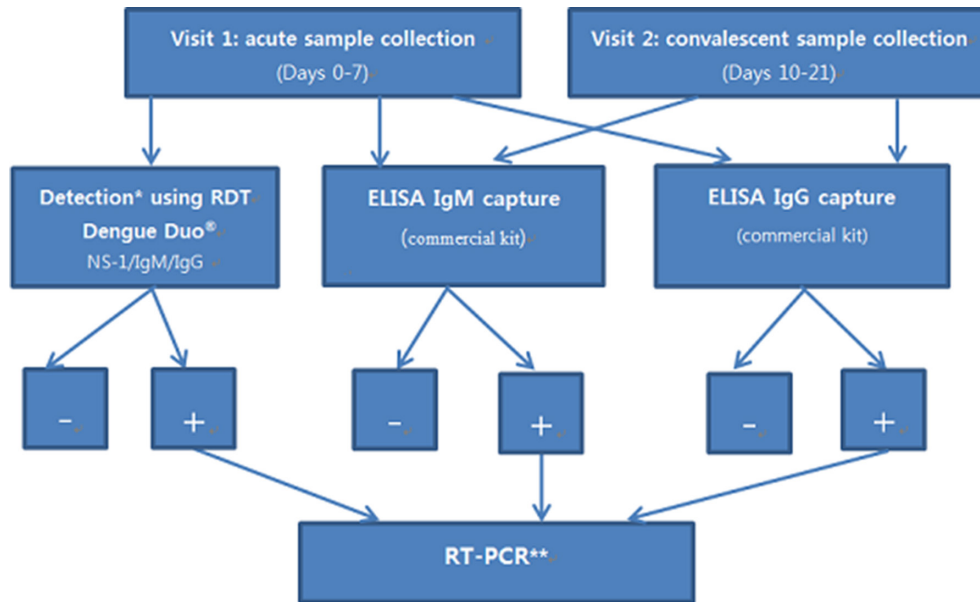 Visit 1: acute sample collection
(Days 0-7)
Visit 2: convalescent sample collection
(Days 10-21)
Detection* using RDT
Dengue Duo®
NS-1/IgM/IgG
ELISA IgM capture
(commercial kit)
ELISA IgG capture
(commercial kit)
-
+
-
+
-
+
RT-PCR**